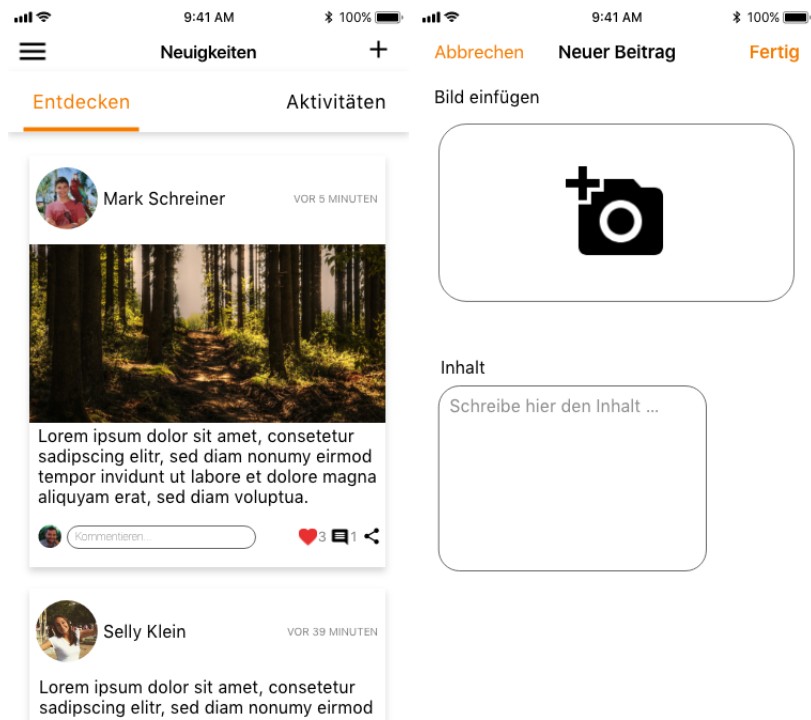 9:41 AM
100%
Neuigkeiten
+
Entdecken
Aktivitäten
Mark Schreiner
VOR 5 MINUTEN
Lorem ipsum dolor sit amet, consetetur
sadipscing elitr, sed diam nonumy eirmod
tempor invidunt ut labore et dolore magna
aliquyam erat, sed diam voluptua.
Kommentieren...
3
1
Selly Klein
VOR 39 MINUTEN
Lorem ipsum dolor sit amet, consetetur
sadipscing elitr, sed diam nonumy eirmod
9:41 AM
100%
Abbrechen
Neuer Beitrag
Fertig
Bild einfügen
Inhalt
Schreibe hier den Inhalt ...